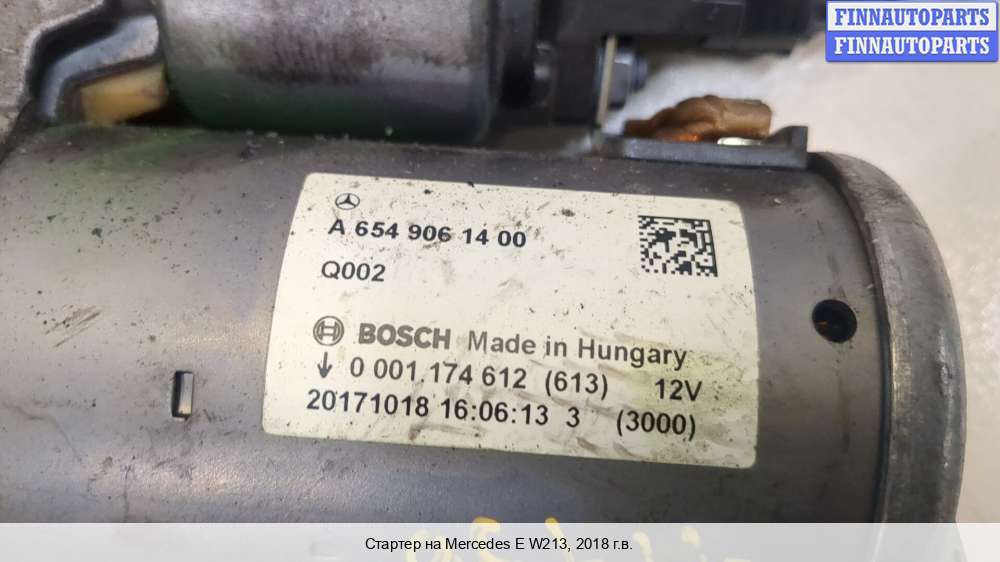 FINNAUTOPARTS
FINNAUTOPARTS
A 654 906 14 00
Q002
BOSCH Made in Hungary
↓ 0 001 174 612 (613) 12V
20171018 16:06:13 3 (3000)
Стартер на Mercedes E W213, 2018 г.в.